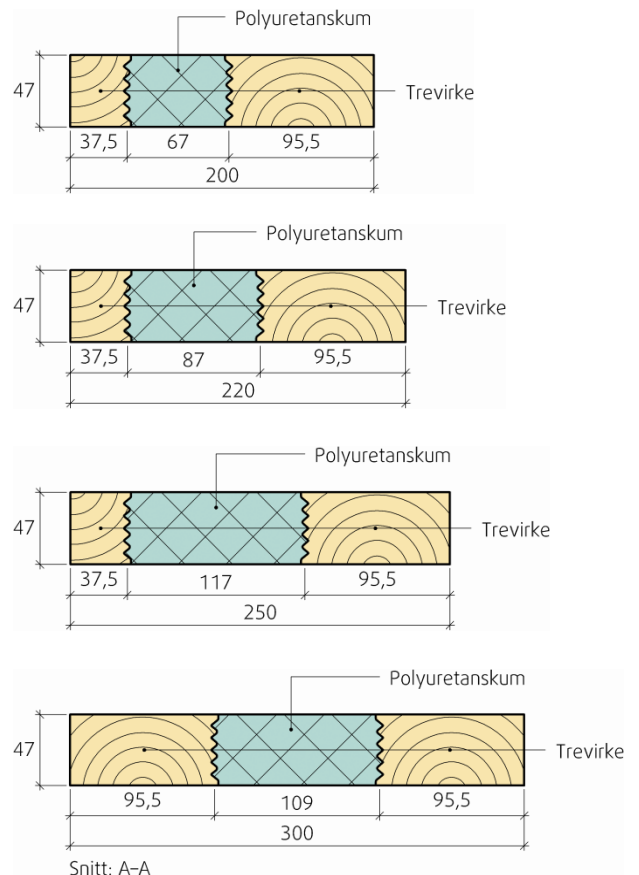 Polyuretanskum
47
Trevirke
37,5 67 95,5
200
Polyuretanskum
47
Trevirke
37,5 87 95,5
220
Polyuretanskum
47
Trevirke
37,5 117 95,5
250
Polyuretanskum
47
Trevirke
95,5 109 95,5
300
Snitt: A–A